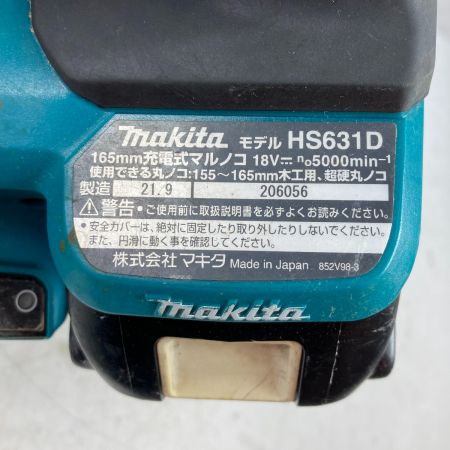 makita モデル HS631D
165mm充電式マルノコ 18V⎓ n₀5000min⁻¹
使用できる丸ノコ:155~165mm木工用、超硬丸ノコ
製造 21.9 206056
⚠警告・ご使用前に取扱説明書を必ずよくお読みください。
・安全カバーは、絶対に固定したり取り外したりしないでください。
また、円滑に動く事を確認してください。
株式会社マキタ Made in Japan 852V98-3
makita